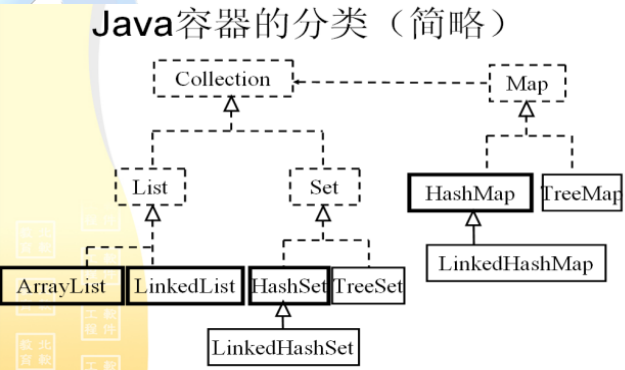 Java容器的分类（简略）
Collection
Map
List
Set
HashMap
TreeMap
ArrayList
LinkedList
HashSet
TreeSet
LinkedHashMap
LinkedHashSet